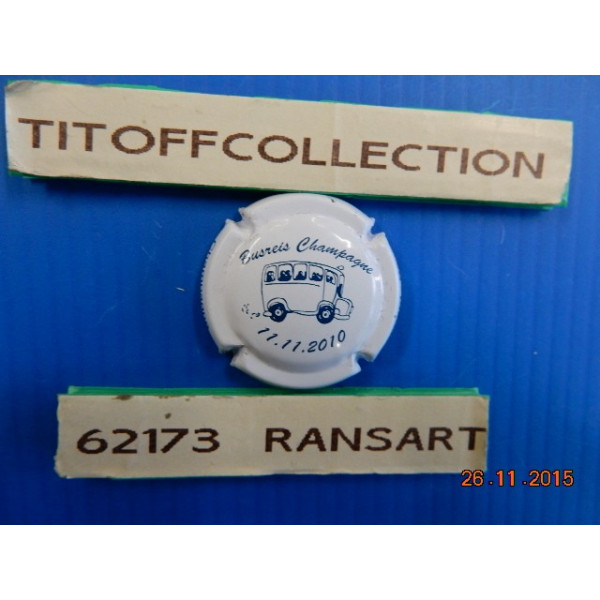 TITOFFCOLLECTION
Busreis Champagne
11.11.2010
62173 RANSART
26.11.2015